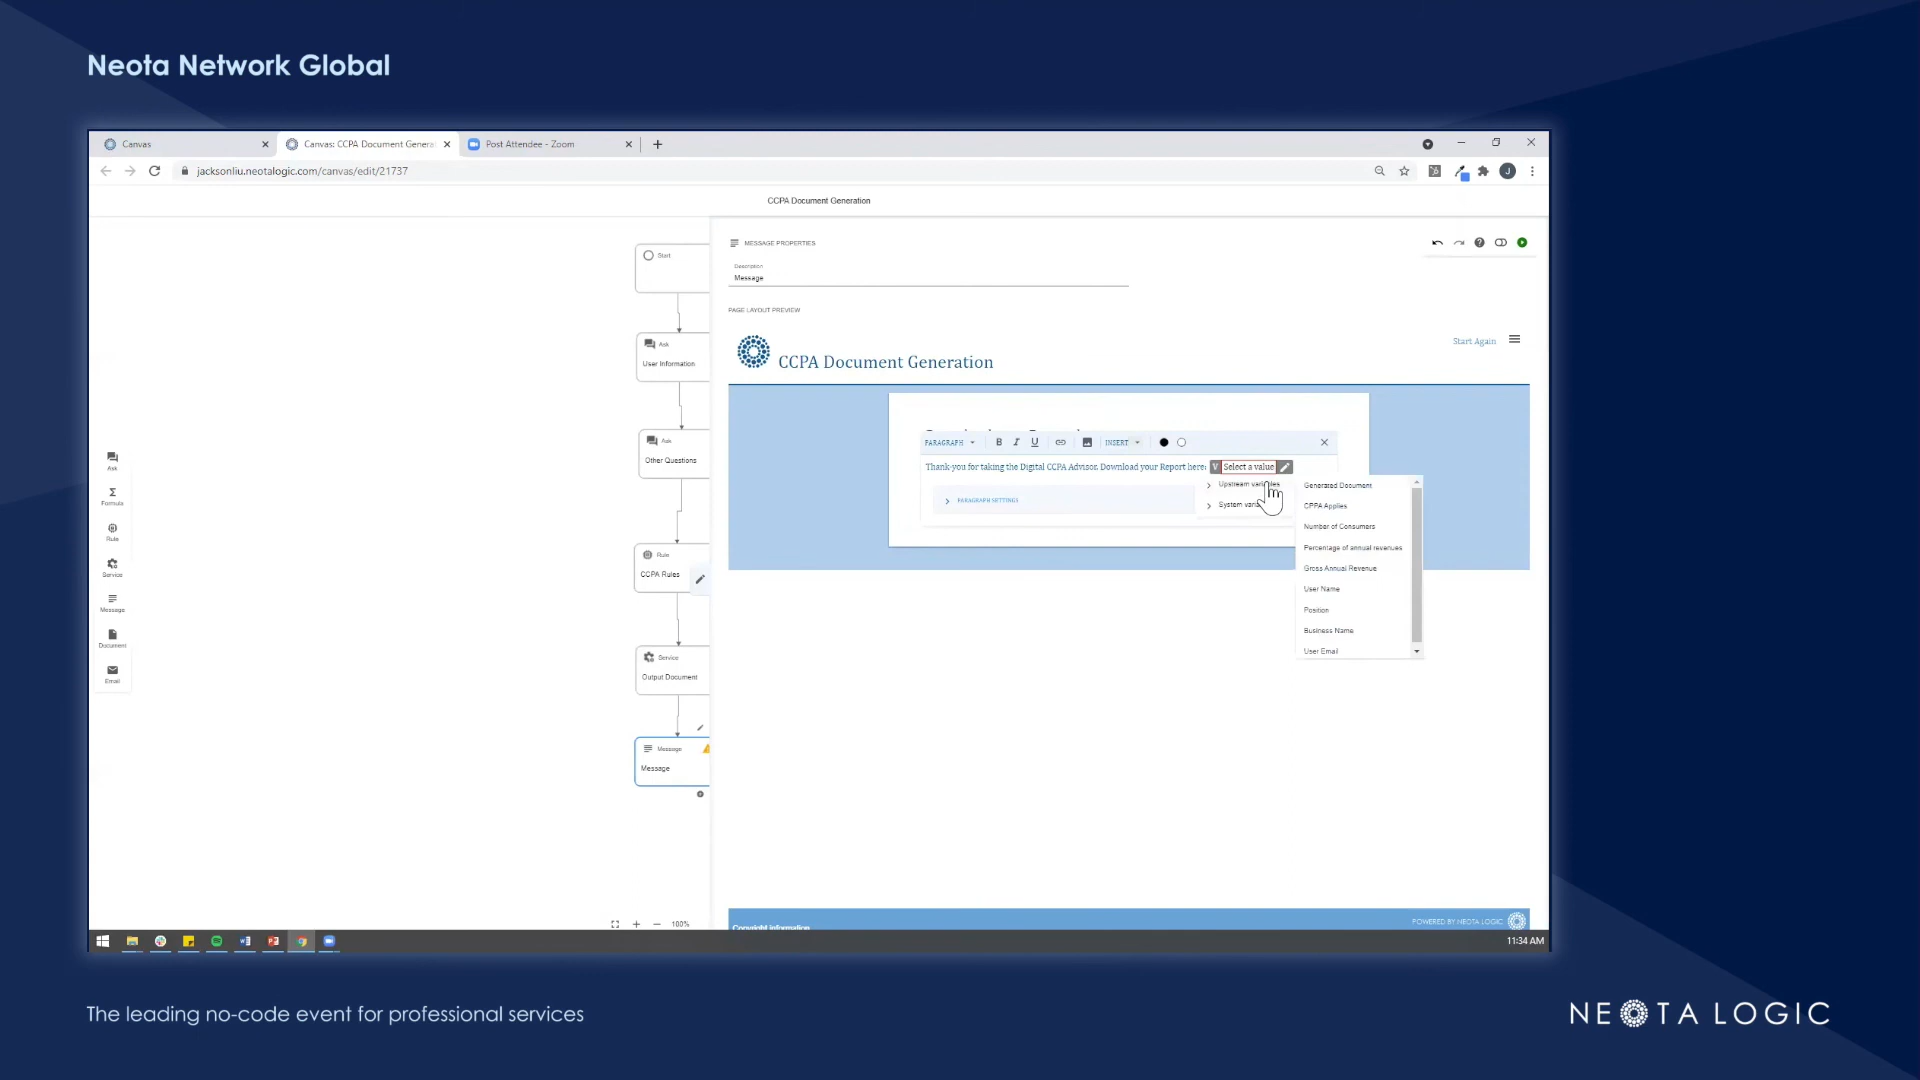 Neota Network Global
Canvas
Canvas: CCPA Document Genera
Post Attendee - Zoom
jacksonliu.neotalogic.com/canvas/edit/21737
J
CCPA Document Generation
Start
Ask
User Information
Ask
Other Questions
Rule
CCPA Rules
Service
Output Document
Message
Message
Ask
Formula
Rule
Service
Message
Document
Email
100%
MESSAGE PROPERTIES
Description
Message
PAGE LAYOUT PREVIEW
CCPA Document Generation
Start Again
PARAGRAPH
B I U
INSERT
Thank-you for taking the Digital CCPA Advisor. Download your Report here: V Select a value
PARAGRAPH SETTINGS
Upstream variables
System varia
Generated Document
CPPA Applies
Number of Consumers
Percentage of annual revenues
Gross Annual Revenue
User Name
Position
Business Name
User Email
Copyright information
POWERED BY NEOTA LOGIC
11:34 AM
The leading no-code event for professional services
NEOTA LOGIC